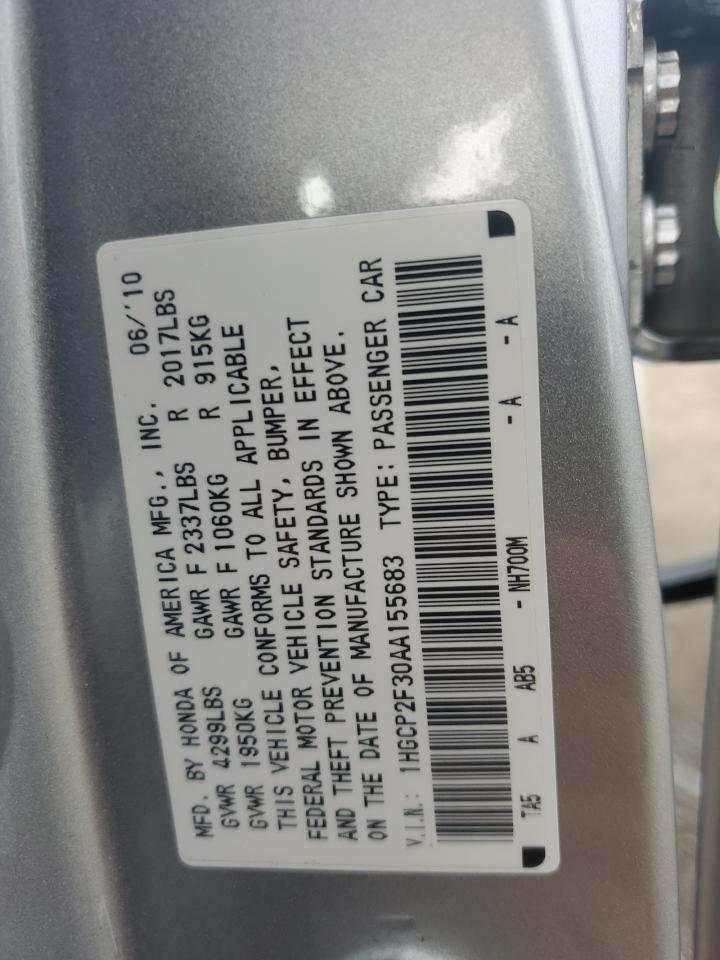 MFD. BY HONDA OF AMERICA MFG., INC. 06/'10
GVWR 4299LBS GAWR F 2337LBS R 2017LBS
GVWR 1950KG GAWR F 1060KG R 915KG
THIS VEHICLE CONFORMS TO ALL APPLICABLE
FEDERAL MOTOR VEHICLE SAFETY, BUMPER,
AND THEFT PREVENTION STANDARDS IN EFFECT
ON THE DATE OF MANUFACTURE SHOWN ABOVE.
V.I.N.: 1HGCP2F30AA155683 TYPE: PASSENGER CAR
TA5 A AB5 - NH700M - A - A